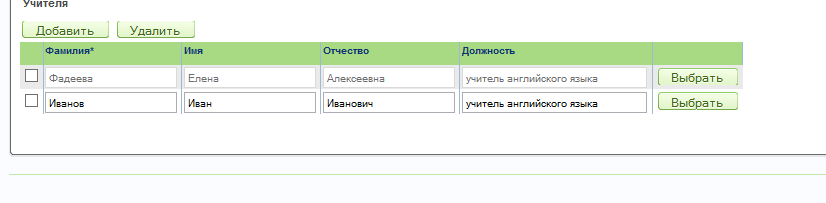 Учителя
Добавить Удалить
Фамилия* Имя Отчество Должность
Фадеева Елена Алексеевна учитель английского языка Выбрать
Иванов Иван Иванович учитель английского языка Выбрать